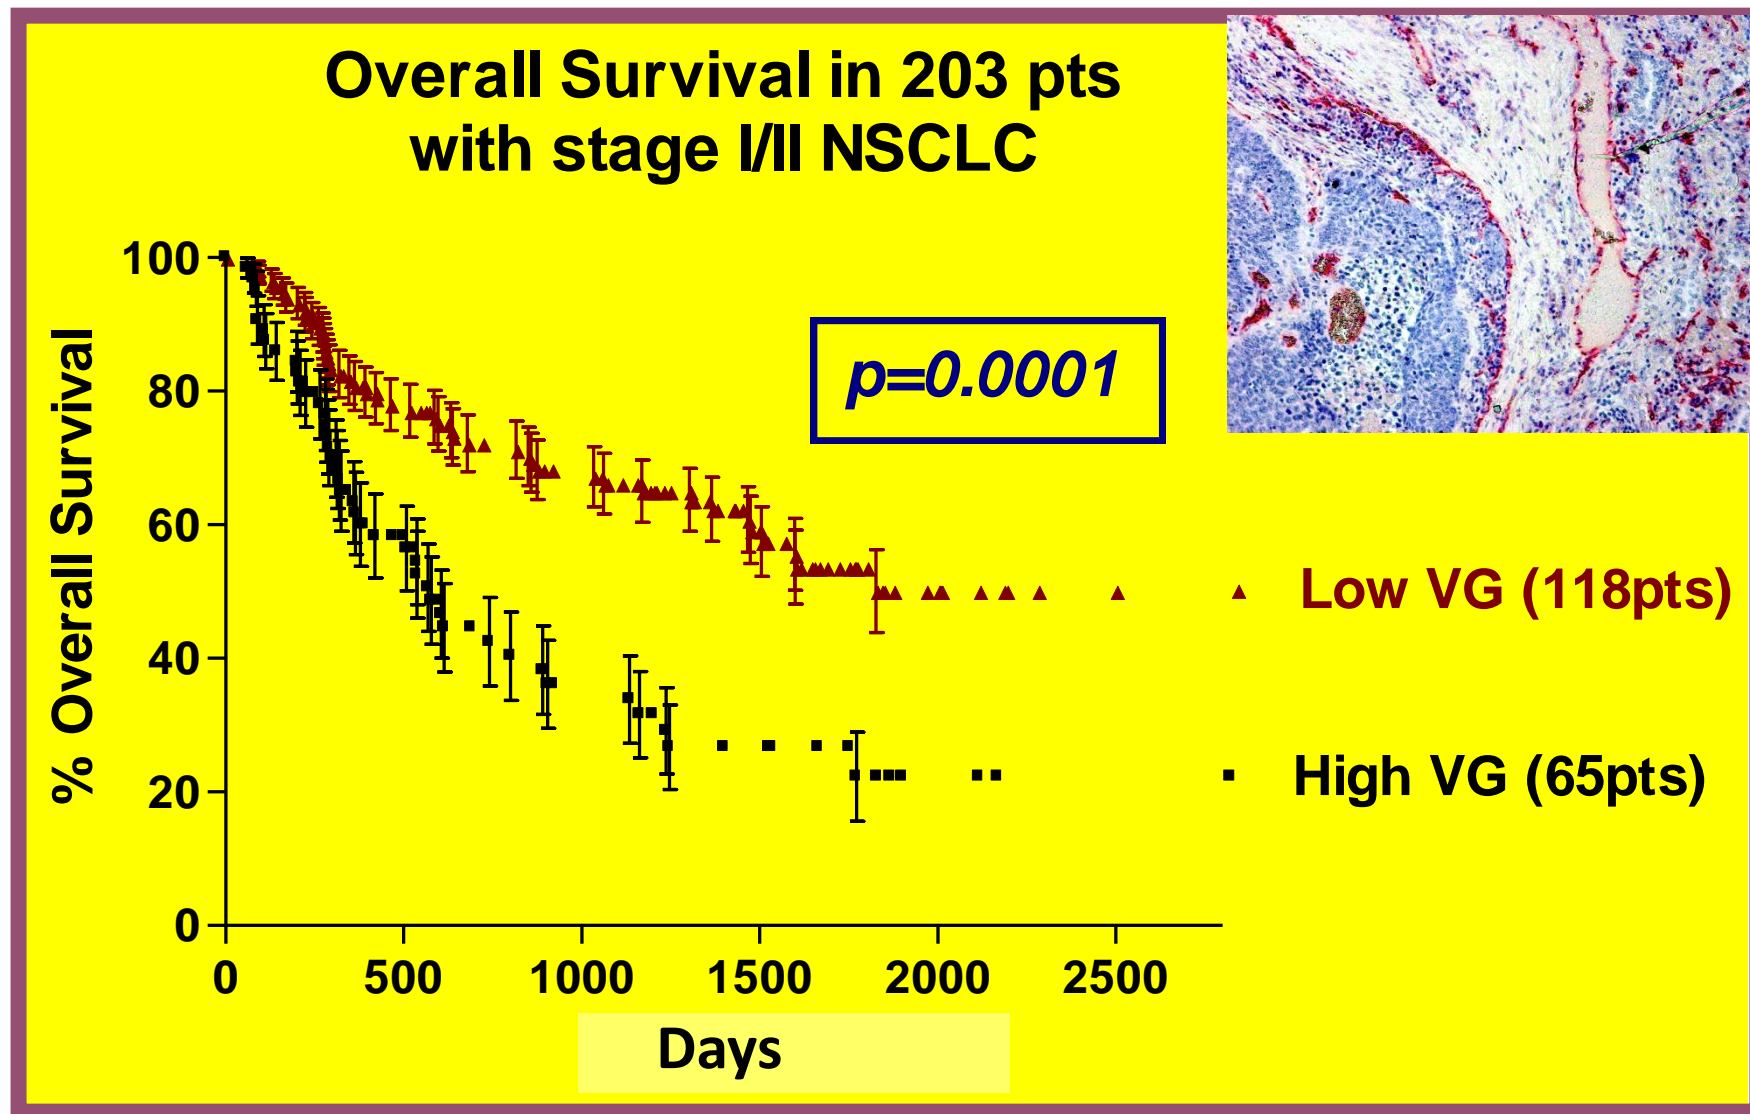 Overall Survival in 203 pts
with stage I/II NSCLC
% Overall Survival
100
80
60
40
20
0
p=0.0001
Low VG (118pts)
High VG (65pts)
0 500 1000 1500 2000 2500
Days